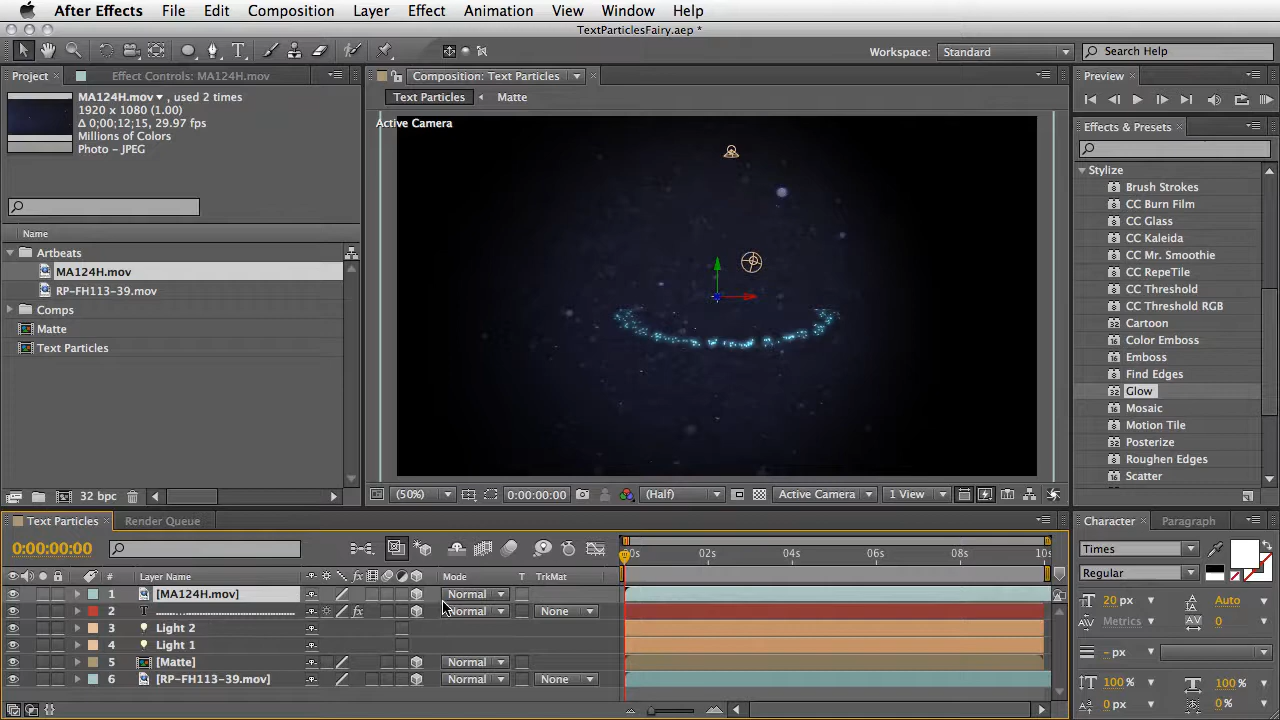 After Effects File Edit Composition Layer Effect Animation View Window Help
TextParticlesFairy.aep *
Workspace: Standard Search Help
Project Effect Controls: MA124H.mov
Composition: Text Particles
Preview
MA124H.mov, used 2 times
1920 x 1080 (1.00)
Δ 0;00;12;15, 29.97 fps
Millions of Colors
Photo - JPEG
Text Particles Matte
Active Camera
Effects & Presets
Stylize
Brush Strokes
CC Burn Film
CC Glass
CC Kaleida
CC Mr. Smoothie
CC RepeTile
CC Threshold
CC Threshold RGB
Cartoon
Color Emboss
Emboss
Find Edges
Glow
Mosaic
Motion Tile
Posterize
Roughen Edges
Scatter
Name
Artbeats
MA124H.mov
RP-FH113-39.mov
Comps
Matte
Text Particles
32 bpc
(50%) 0:00:00:00 (Half) Active Camera 1 View
Text Particles Render Queue
0:00:00:00
# Layer Name Mode T TrkMat
00s 02s 04s 06s 08s 10s
1 [MA124H.mov] Normal
2 T Normal None
3 Light 2
4 Light 1
5 [Matte] Normal
6 [RP-FH113-39.mov] Normal None
Character Paragraph
Times
Regular
20 px Auto
Metrics 0
- px
100 % 100 %
0 px 0 %